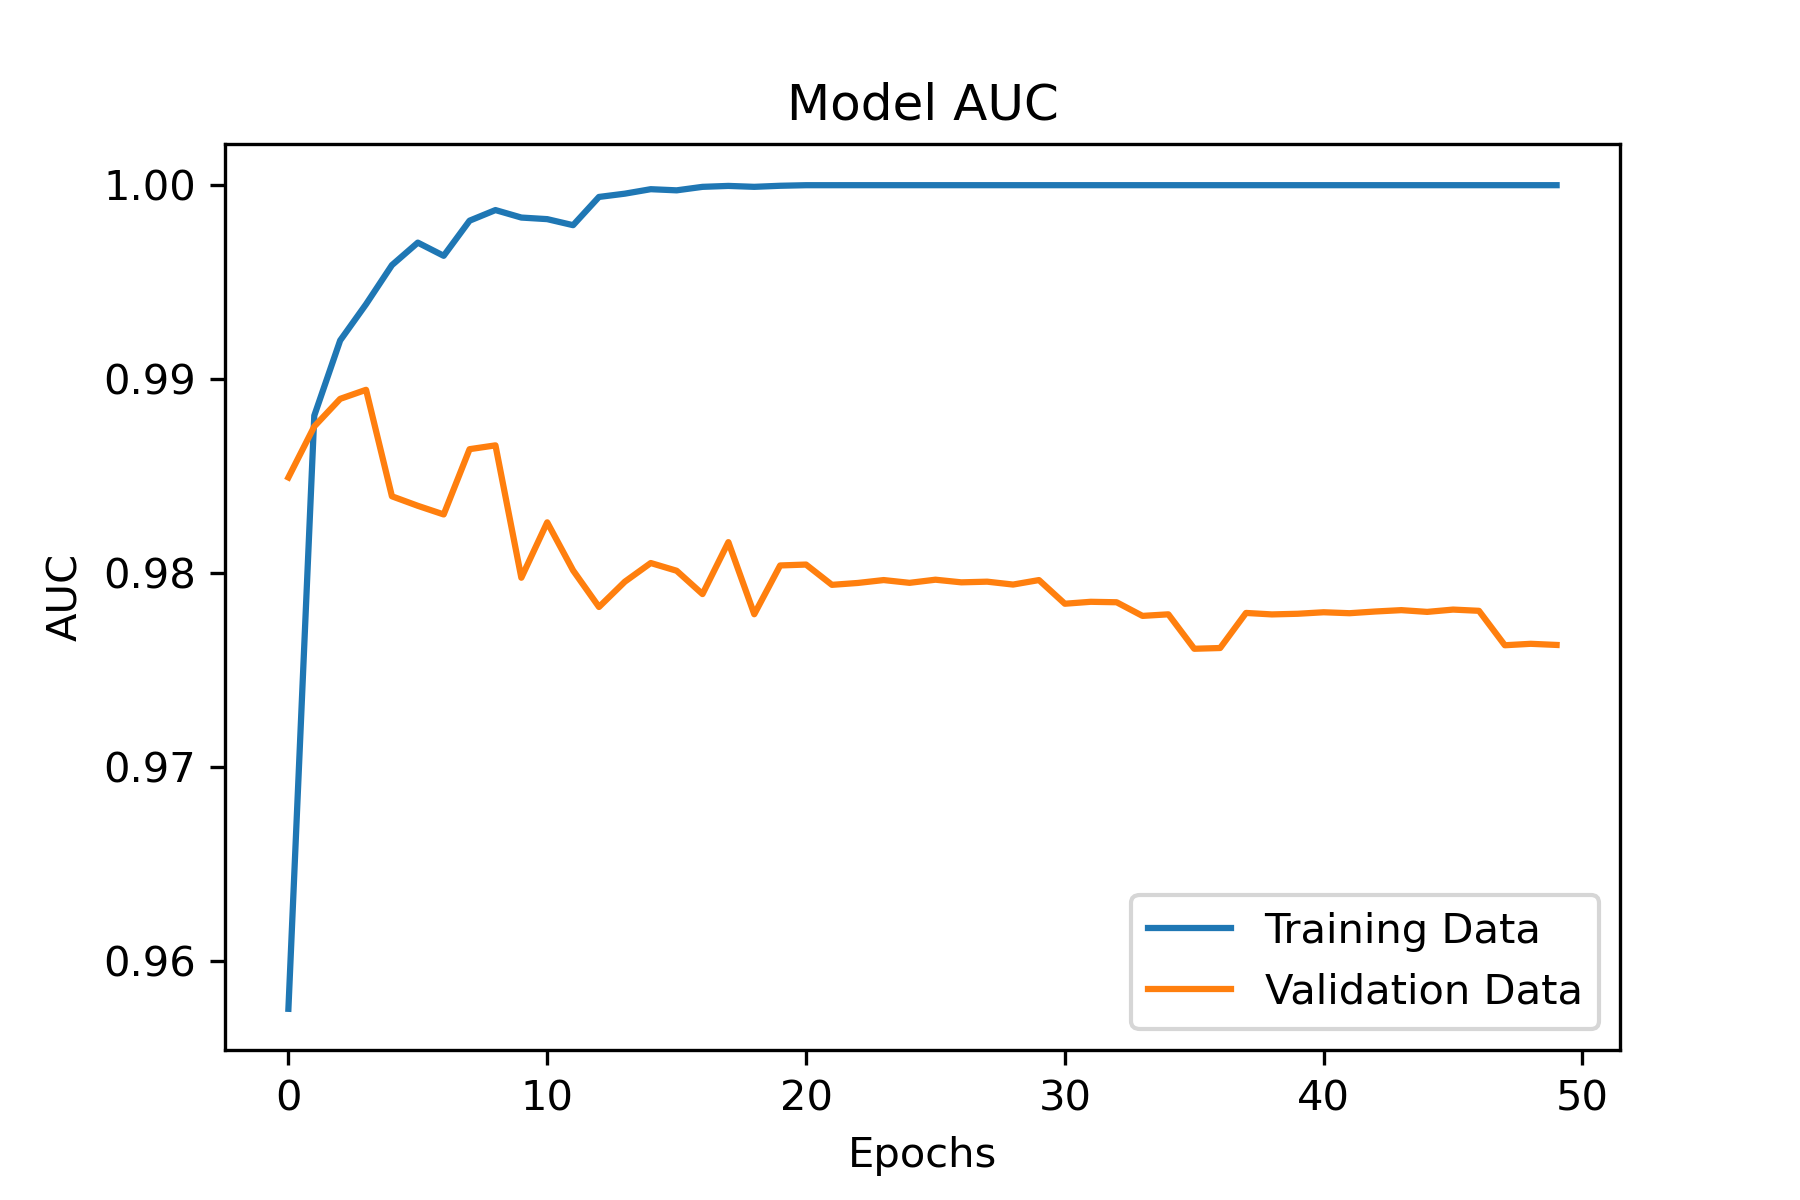 Model AUC
1.00
0.99
0.98
0.97
0.96
AUC
0 10 20 30 40 50
Epochs
Training Data
Validation Data